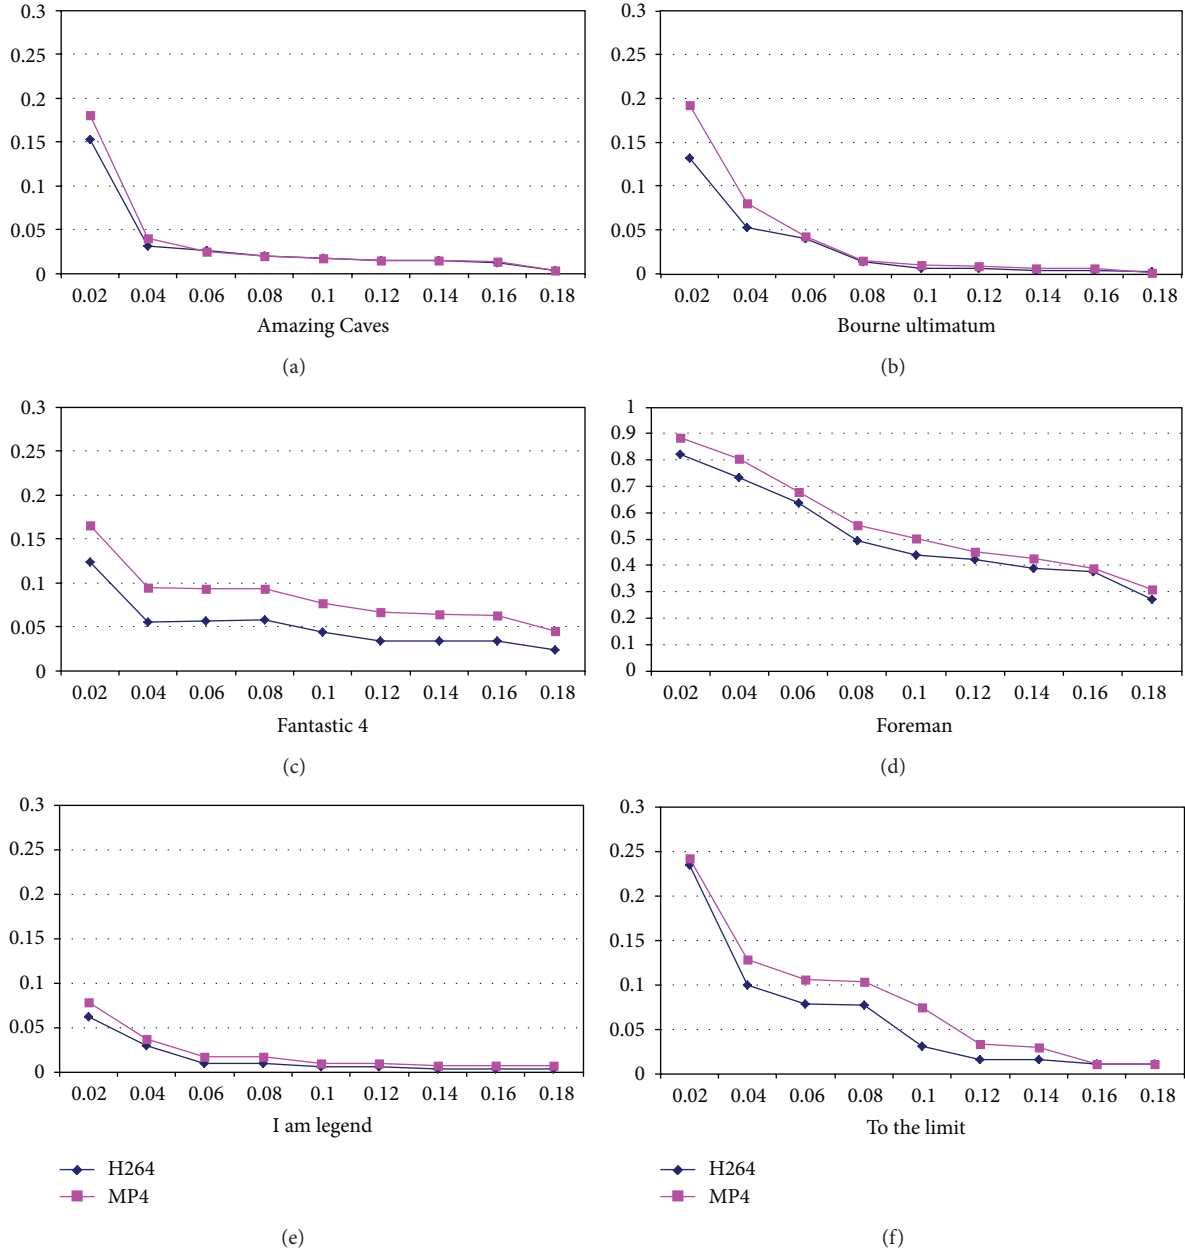 0.3
0.25
0.2
0.15
0.1
0.05
0
0.02 0.04 0.06 0.08 0.1 0.12 0.14 0.16 0.18
Amazing Caves
(a)
0.3
0.25
0.2
0.15
0.1
0.05
0
0.02 0.04 0.06 0.08 0.1 0.12 0.14 0.16 0.18
Bourne ultimatum
(b)
0.3
0.25
0.2
0.15
0.1
0.05
0
0.02 0.04 0.06 0.08 0.1 0.12 0.14 0.16 0.18
Fantastic 4
(c)
1
0.9
0.8
0.7
0.6
0.5
0.4
0.3
0.2
0.1
0
0.02 0.04 0.06 0.08 0.1 0.12 0.14 0.16 0.18
Foreman
(d)
0.3
0.25
0.2
0.15
0.1
0.05
0
0.02 0.04 0.06 0.08 0.1 0.12 0.14 0.16 0.18
I am legend
H264
MP4
(e)
0.3
0.25
0.2
0.15
0.1
0.05
0
0.02 0.04 0.06 0.08 0.1 0.12 0.14 0.16 0.18
To the limit
H264
MP4
(f)